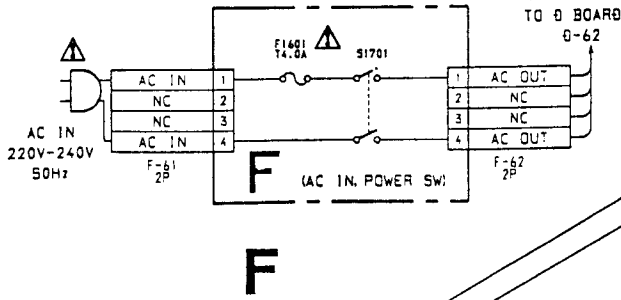 TO D BOARD
D-62
F1601
T4.0A
S1701
AC IN 1
NC 2
NC 3
AC IN 4
1 AC OUT
2 NC
3 NC
4 AC OUT
AC IN
220V-240V
50Hz
F-61
2P
F-62
2P
F (AC IN, POWER SW)
F